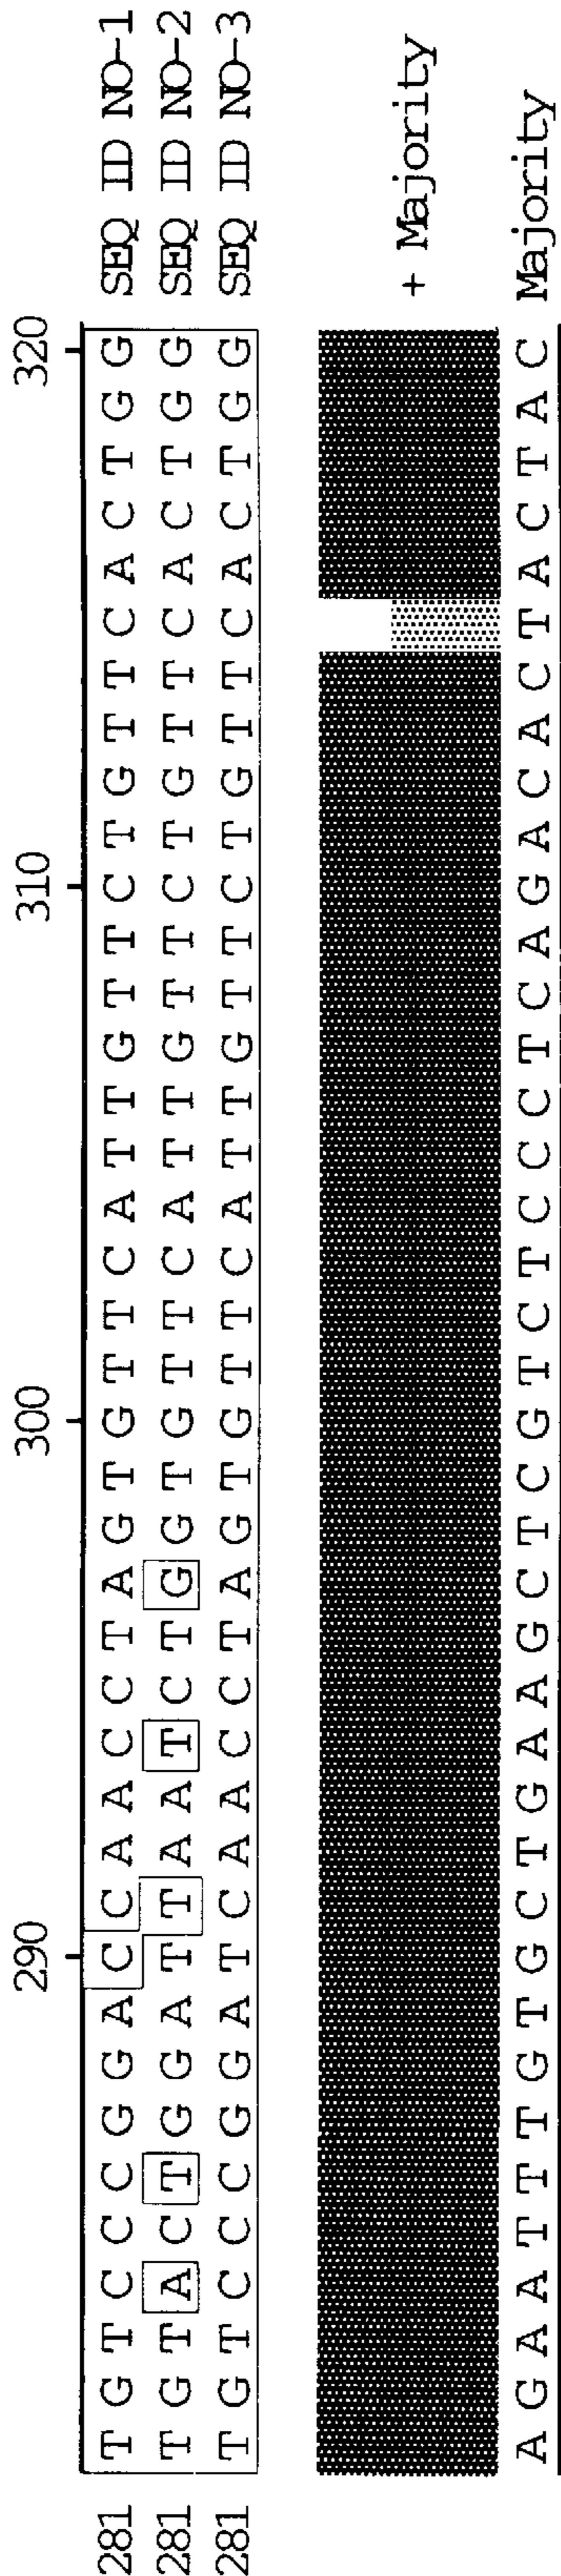 290 300 310 320
281 T G T C C C G G A C C A A C C T A G T G T T C A T T G T T C T G T T C A C T G G SEQ ID NO-1
281 T G T A C T G G A T T A A T C T G G T G T T C A T T G T T C T G T T C A C T G G SEQ ID NO-2
281 T G T C C C G G A T C A A C C T A G T G T T C A T T G T T C T G T T C A C T G G SEQ ID NO-3
+ Majority
A G A A T T T G T G C T G A A G C T C G T C T C C C T C A G A C A C T A C T A C Majority